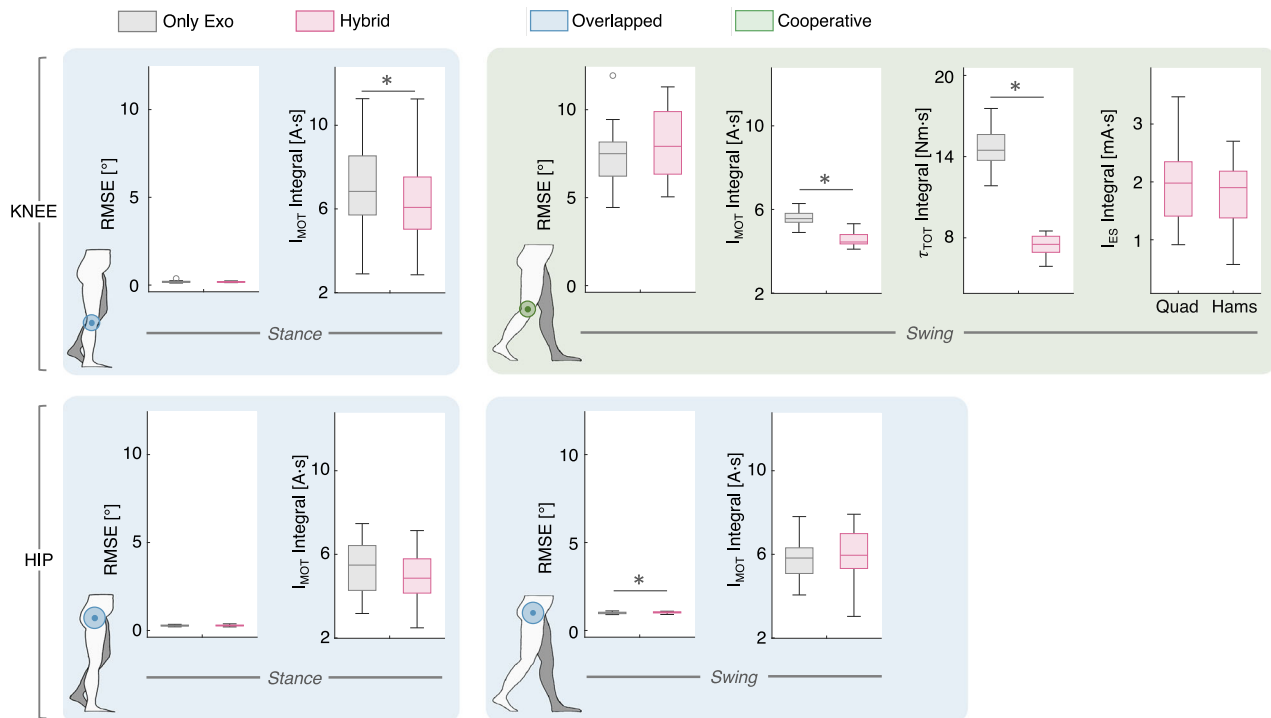 Only Exo
Hybrid
Overlapped
Cooperative
KNEE
RMSE [°]
10
5
0
I_MOT Integral [A·s]
10
6
2
*
Stance
RMSE [°]
10
5
0
I_MOT Integral [A·s]
10
6
2
*
τ_TOT Integral [Nm·s]
20
14
8
*
I_ES Integral [mA·s]
3
2
1
Quad
Hams
Swing
HIP
RMSE [°]
10
5
0
I_MOT Integral [A·s]
10
6
2
Stance
RMSE [°]
10
5
0
*
I_MOT Integral [A·s]
10
6
2
Swing